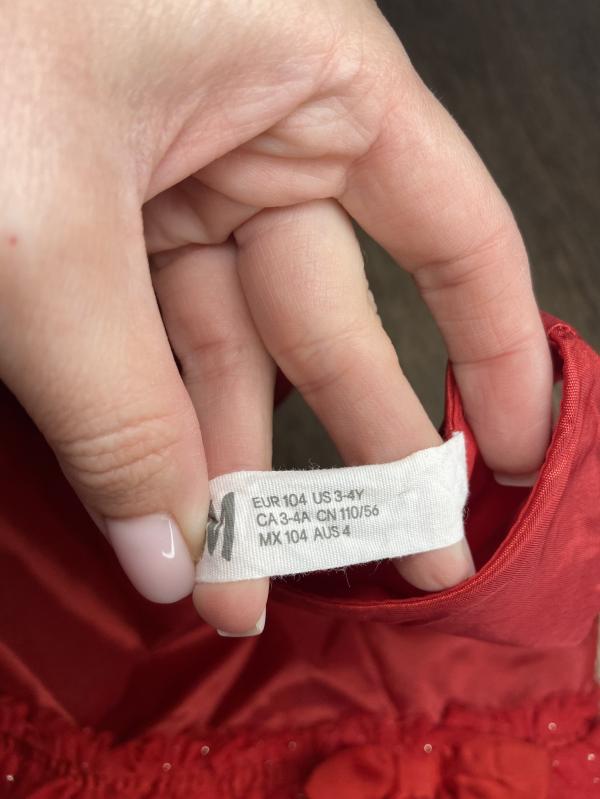 M
EUR 104 US 3-4Y
CA 3-4A CN 110/56
MX 104 AUS 4